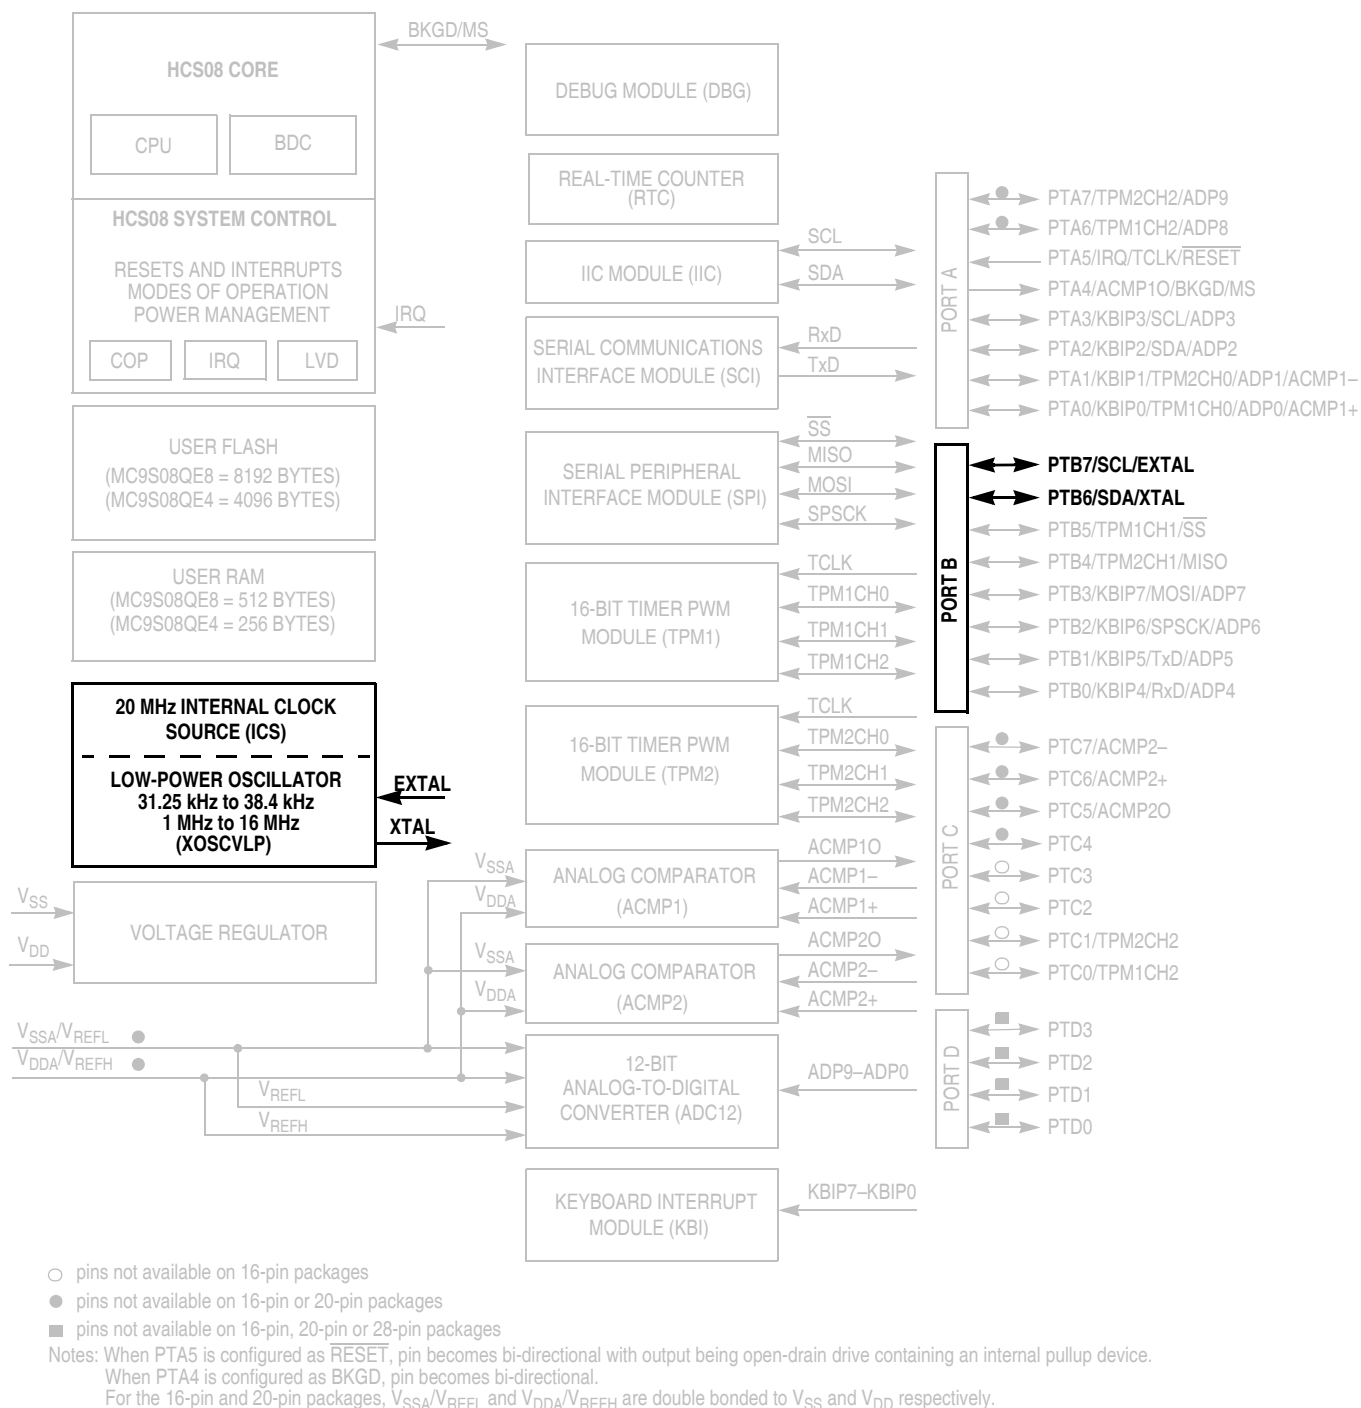 BKGD/MS
HCS08 CORE
CPU
BDC
HCS08 SYSTEM CONTROL
RESETS AND INTERRUPTS
MODES OF OPERATION
POWER MANAGEMENT
IRQ
COP
IRQ
LVD
USER FLASH
(MC9S08QE8 = 8192 BYTES)
(MC9S08QE4 = 4096 BYTES)
USER RAM
(MC9S08QE8 = 512 BYTES)
(MC9S08QE4 = 256 BYTES)
20 MHz INTERNAL CLOCK
SOURCE (ICS)
LOW-POWER OSCILLATOR
31.25 kHz to 38.4 kHz
1 MHz to 16 MHz
(XOSCVLP)
EXTAL
XTAL
VSS
VDD
VOLTAGE REGULATOR
VSSA/VREFL
VDDA/VREFH
VREFL
VREFH
DEBUG MODULE (DBG)
REAL-TIME COUNTER
(RTC)
IIC MODULE (IIC)
SCL
SDA
SERIAL COMMUNICATIONS
INTERFACE MODULE (SCI)
RxD
TxD
SERIAL PERIPHERAL
INTERFACE MODULE (SPI)
SS
MISO
MOSI
SPSCK
16-BIT TIMER PWM
MODULE (TPM1)
TCLK
TPM1CH0
TPM1CH1
TPM1CH2
16-BIT TIMER PWM
MODULE (TPM2)
TCLK
TPM2CH0
TPM2CH1
TPM2CH2
VSSA
VDDA
ANALOG COMPARATOR
(ACMP1)
ACMP1O
ACMP1–
ACMP1+
VSSA
VDDA
ANALOG COMPARATOR
(ACMP2)
ACMP2O
ACMP2–
ACMP2+
12-BIT
ANALOG-TO-DIGITAL
CONVERTER (ADC12)
ADP9–ADP0
KEYBOARD INTERRUPT
MODULE (KBI)
KBIP7–KBIP0
PORT A
PTA7/TPM2CH2/ADP9
PTA6/TPM1CH2/ADP8
PTA5/IRQ/TCLK/RESET
PTA4/ACMP1O/BKGD/MS
PTA3/KBIP3/SCL/ADP3
PTA2/KBIP2/SDA/ADP2
PTA1/KBIP1/TPM2CH0/ADP1/ACMP1–
PTA0/KBIP0/TPM1CH0/ADP0/ACMP1+
PORT B
PTB7/SCL/EXTAL
PTB6/SDA/XTAL
PTB5/TPM1CH1/SS
PTB4/TPM2CH1/MISO
PTB3/KBIP7/MOSI/ADP7
PTB2/KBIP6/SPSCK/ADP6
PTB1/KBIP5/TxD/ADP5
PTB0/KBIP4/RxD/ADP4
PORT C
PTC7/ACMP2–
PTC6/ACMP2+
PTC5/ACMP2O
PTC4
PTC3
PTC2
PTC1/TPM2CH2
PTC0/TPM1CH2
PORT D
PTD3
PTD2
PTD1
PTD0
pins not available on 16-pin packages
pins not available on 16-pin or 20-pin packages
pins not available on 16-pin, 20-pin or 28-pin packages
Notes: When PTA5 is configured as RESET, pin becomes bi-directional with output being open-drain drive containing an internal pullup device.
When PTA4 is configured as BKGD, pin becomes bi-directional.
For the 16-pin and 20-pin packages, VSSA/VREFL and VDDA/VREFH are double bonded to VSS and VDD respectively.